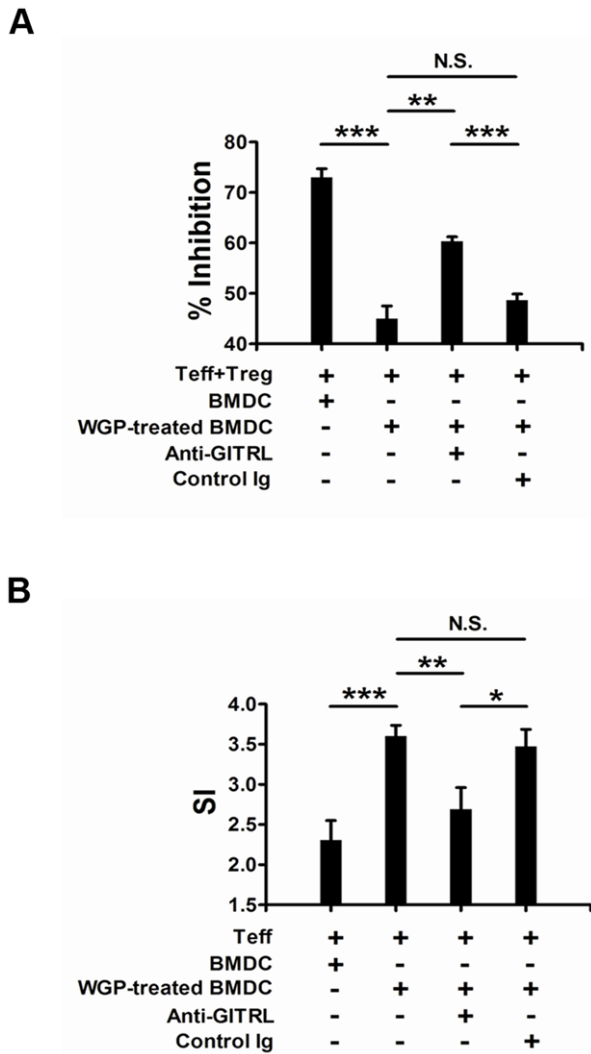 A
N.S.
**
*** ***
80
70
60
50
40
% Inhibition
Teff+Treg + + + +
BMDC + - - -
WGP-treated BMDC - + + +
Anti-GITRL - - + -
Control Ig - - - +
B
N.S.
**
*** *
4.0
3.5
3.0
2.5
2.0
1.5
SI
Teff + + + +
BMDC + - - -
WGP-treated BMDC - + + +
Anti-GITRL - - + -
Control Ig - - - +